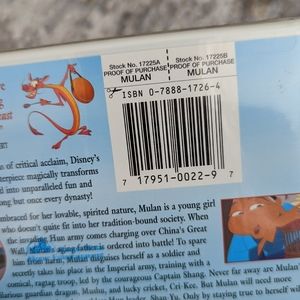 Stock No. 17225A
PROOF OF PURCHASE
MULAN
Stock No. 17225B
PROOF OF PURCHASE
MULAN
ISBN 0-7888-1726-4
7 17951 00229 7
n of critical acclaim, Disney's
terpiece magically transforms
d into unparalleled fun and
ng, but once every dynasty!
embraced for her lovable, spirited nature, Mulan is a young girl
who doesn't quite fit into her tradition-bound society. When
the invading Hun army comes charging over China's Great
Wall, Mulan's aging father is ordered into battle! To spare
him from harm, Mulan disguises herself as a soldier and
secretly takes his place in the Imperial army, training with a
comical, ragtag troop, led by the courageous Captain Shang. Never far away are Mulan
ilarious guardian dragon, Mushu, and lucky cricket, Cri-Kee. But Mulan will need more
Hun leader, Shan-Yu. Only by staying true to herself